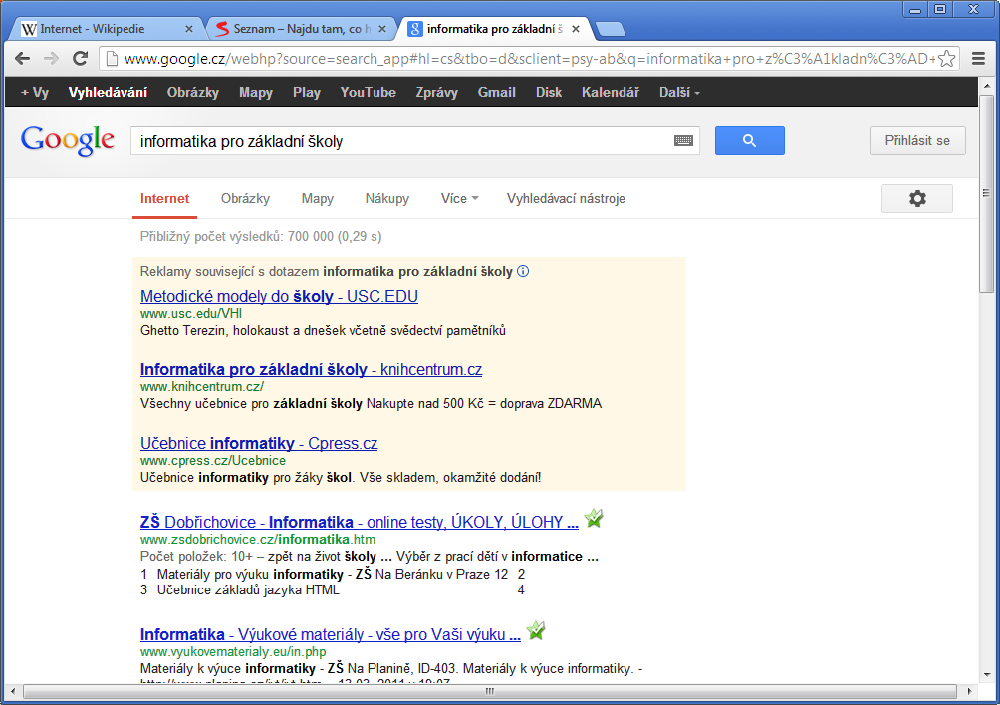 Internet - Wikipedie
Seznam – Najdu tam, co h
informatika pro základní š
www.google.cz/webhp?source=search_app#hl=cs&tbo=d&sclient=psy-ab&q=informatika+pro+z%C3%A1kladn%C3%AD+
+ Vy Vyhledávání Obrázky Mapy Play YouTube Zprávy Gmail Disk Kalendář Další
Google
informatika pro základní školy
Přihlásit se
Internet Obrázky Mapy Nákupy Více Vyhledávací nástroje
Přibližný počet výsledků: 700 000 (0,29 s)
Reklamy související s dotazem informatika pro základní školy
Metodické modely do školy - USC.EDU
www.usc.edu/VHI
Ghetto Terezin, holokaust a dnešek včetně svědectví pamětníků
Informatika pro základní školy - knihcentrum.cz
www.knihcentrum.cz/
Všechny učebnice pro základní školy Nakupte nad 500 Kč = doprava ZDARMA
Učebnice informatiky - Cpress.cz
www.cpress.cz/Ucebnice
Učebnice informatiky pro žáky škol. Vše skladem, okamžité dodání!
ZŠ Dobřichovice - Informatika - online testy, ÚKOLY, ÚLOHY ...
www.zsdobrichovice.cz/informatika.htm
Počet položek: 10+ – zpět na život školy ... Výběr z prací dětí v informatice ...
1 Materiály pro výuku informatiky - ZŠ Na Beránku v Praze 12 2
3 Učebnice základů jazyka HTML 4
Informatika - Výukové materiály - vše pro Vaši výuku ...
www.vyukovematerialy.eu/in.php
Materiály k výuce informatiky - ZŠ Na Planině, ID-403. Materiály k výuce informatiky. -